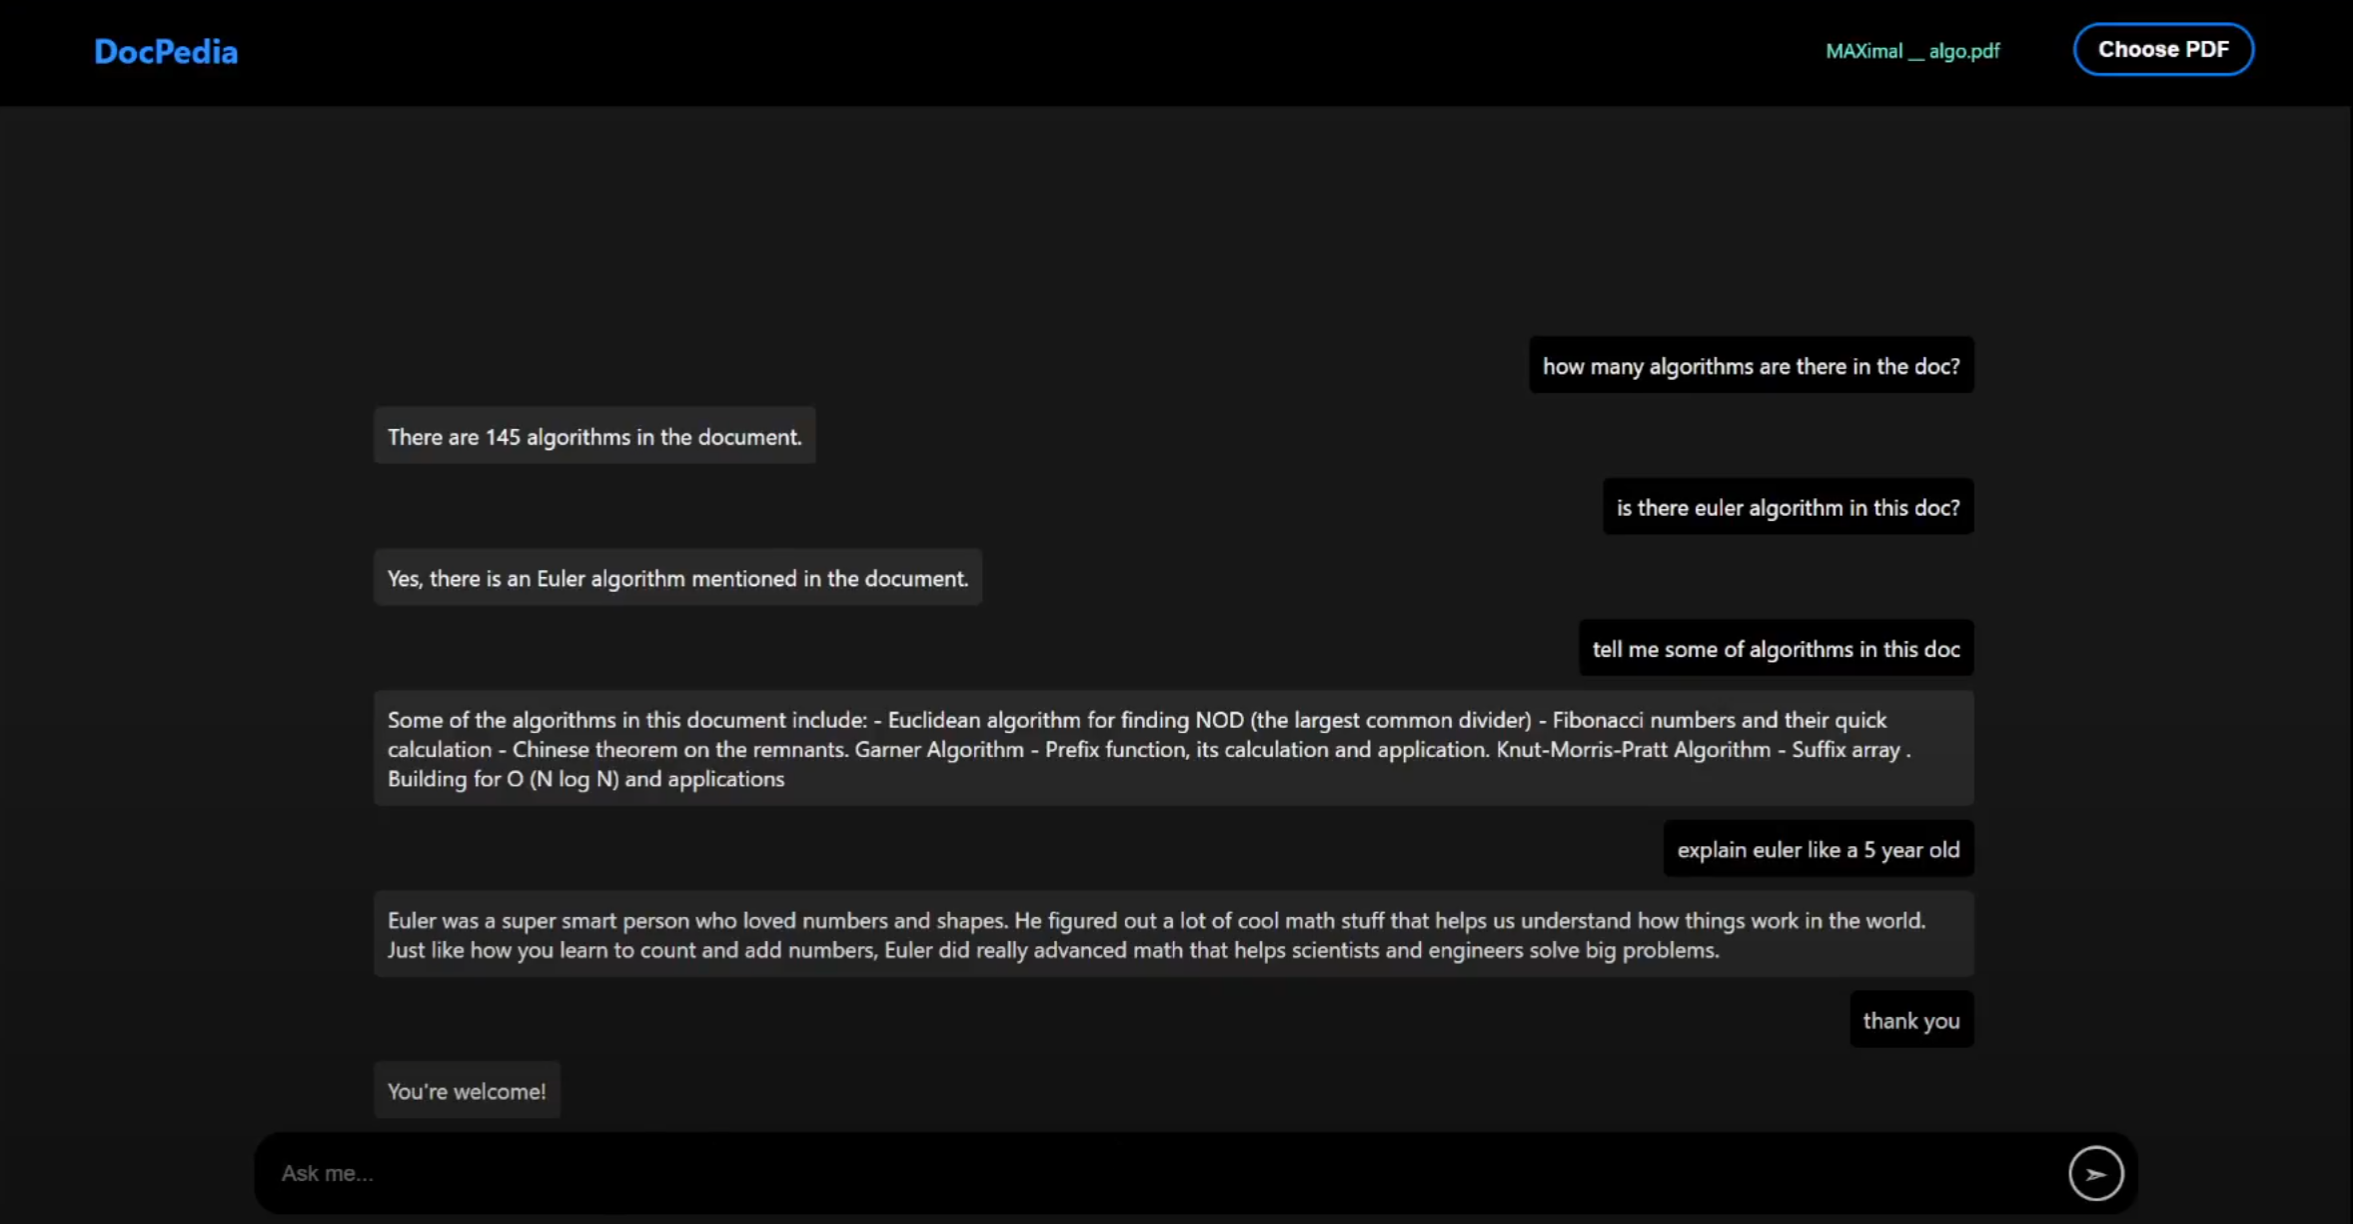 DocPedia
MAXimal __ algo.pdf
Choose PDF
how many algorithms are there in the doc?
There are 145 algorithms in the document.
is there euler algorithm in this doc?
Yes, there is an Euler algorithm mentioned in the document.
tell me some of algorithms in this doc
Some of the algorithms in this document include: - Euclidean algorithm for finding NOD (the largest common divider) - Fibonacci numbers and their quick
calculation - Chinese theorem on the remnants. Garner Algorithm - Prefix function, its calculation and application. Knut-Morris-Pratt Algorithm - Suffix array .
Building for O (N log N) and applications
explain euler like a 5 year old
Euler was a super smart person who loved numbers and shapes. He figured out a lot of cool math stuff that helps us understand how things work in the world.
Just like how you learn to count and add numbers, Euler did really advanced math that helps scientists and engineers solve big problems.
thank you
You're welcome!
Ask me...